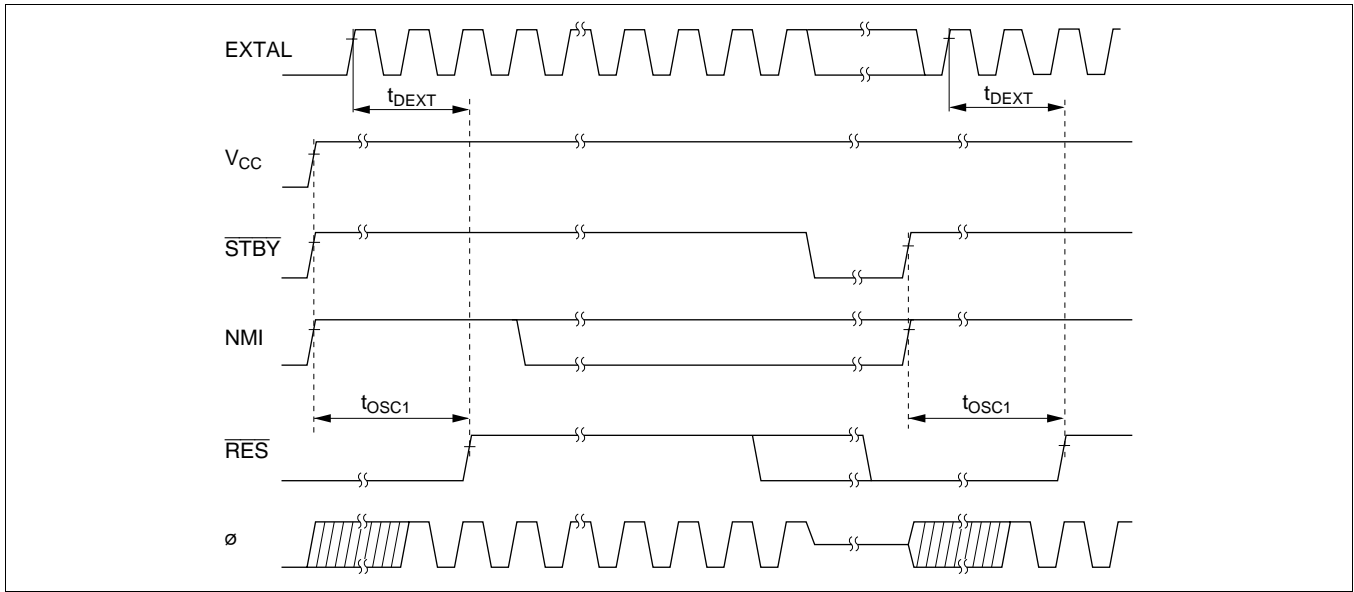 EXTAL
tDEXT tDEXT
VCC
STBY
NMI
tOSC1 tOSC1
RES
ø